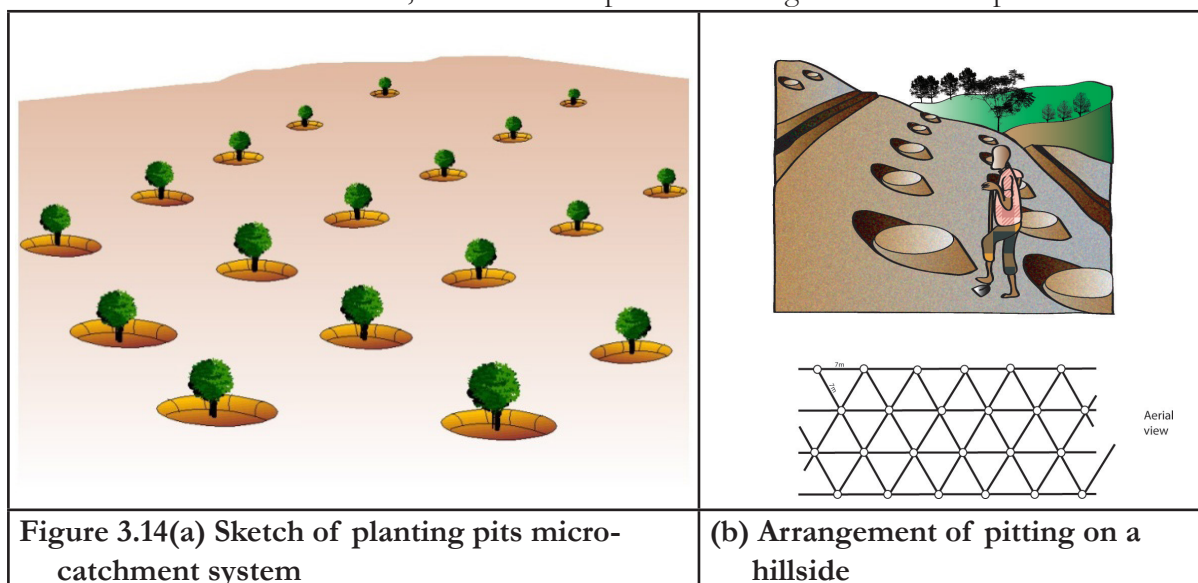 7m
7m
Aerial
view
Figure 3.14(a) Sketch of planting pits micro-
catchment system
(b) Arrangement of pitting on a
hillside